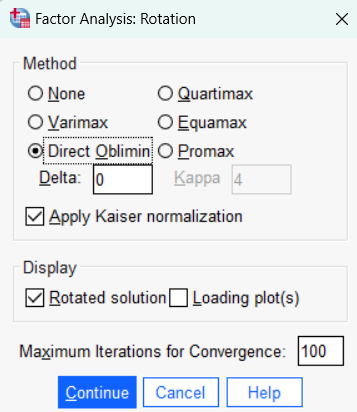 Factor Analysis: Rotation
Method
None Quartimax
Varimax Equamax
Direct Oblimin Promax
Delta: 0 Kappa 4
Apply Kaiser normalization
Display
Rotated solution Loading plot(s)
Maximum Iterations for Convergence: 100
Continue Cancel Help